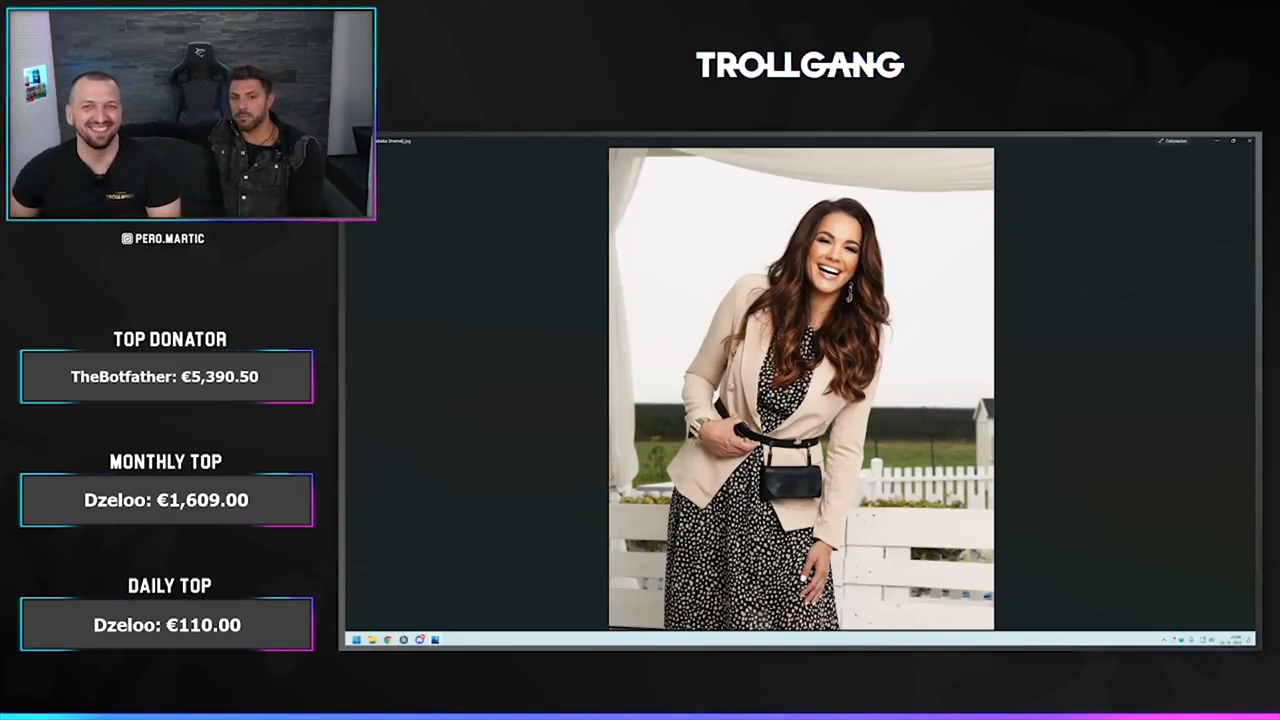 TROLLGANG
PERO.MARTIC
TOP DONATOR
TheBotfather: €5,390.50
MONTHLY TOP
Dzeloo: €1,609.00
DAILY TOP
Dzeloo: €110.00